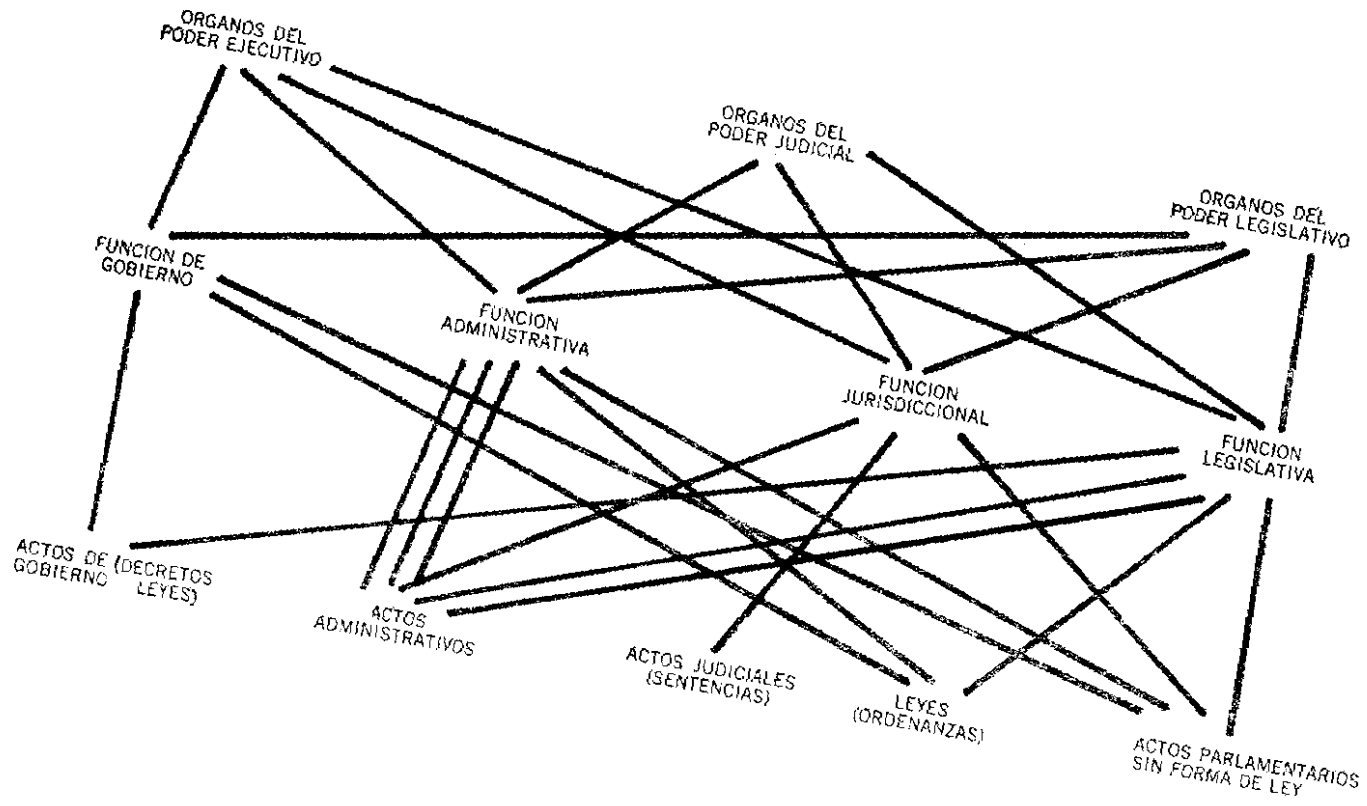 ORGANOS DEL
PODER EJECUTIVO
ORGANOS DEL
PODER JUDICIAL
ORGANOS DEL
PODER LEGISLATIVO
FUNCION DE
GOBIERNO
FUNCION
ADMINISTRATIVA
FUNCION
JURISDICCIONAL
FUNCION
LEGISLATIVA
ACTOS DE (DECRETOS
GOBIERNO LEYES)
ACTOS
ADMINISTRATIVOS
ACTOS JUDICIALES
(SENTENCIAS)
LEYES
(ORDENANZAS)
ACTOS PARLAMENTARIOS
SIN FORMA DE LEY